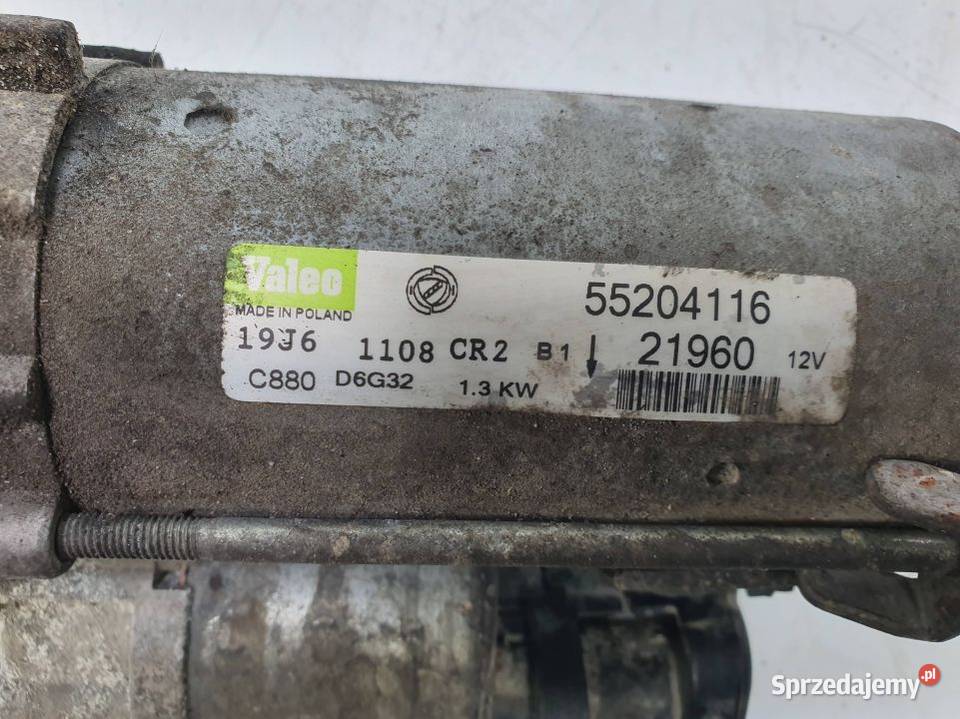 Valeo
MADE IN POLAND
55204116
19J6 1108 CR2 B1 21960 12V
C880 D6G32 1.3 KW
Sprzedajemy.pl